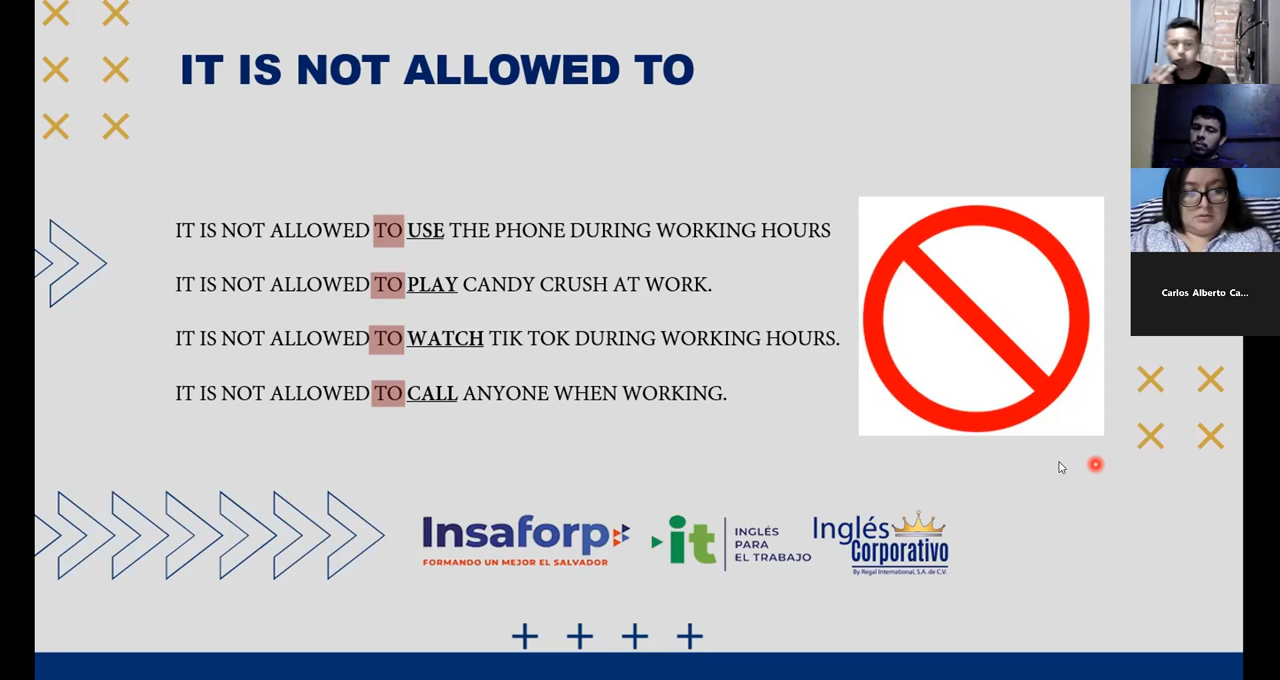 IT IS NOT ALLOWED TO
IT IS NOT ALLOWED TO USE THE PHONE DURING WORKING HOURS
IT IS NOT ALLOWED TO PLAY CANDY CRUSH AT WORK.
IT IS NOT ALLOWED TO WATCH TIK TOK DURING WORKING HOURS.
IT IS NOT ALLOWED TO CALL ANYONE WHEN WORKING.
Carlos Alberto Ca...
Insaforp
FORMANDO UN MEJOR EL SALVADOR
it
INGLÉS
PARA
EL TRABAJO
Inglés
Corporativo
By Regal International, S.A. de C.V.